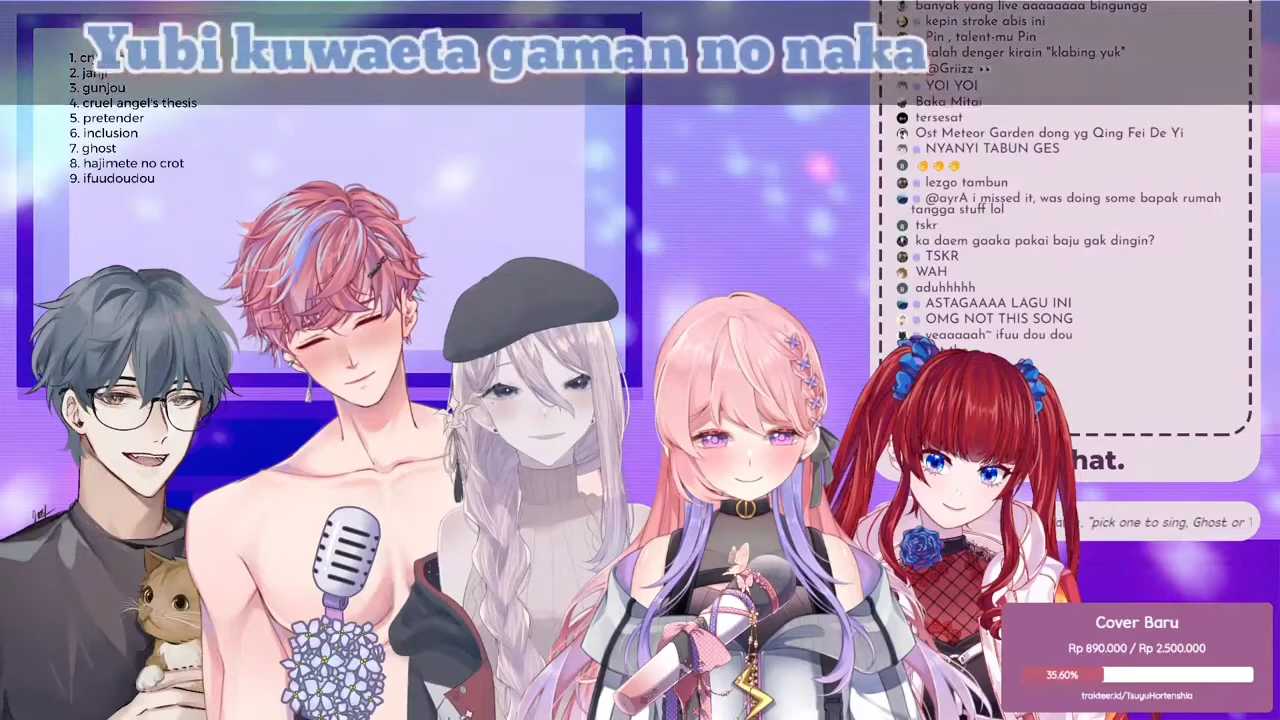 Yubi kuwaeta gaman no naka
2. janji
3. gunjou
4. cruel angel's thesis
5. pretender
6. inclusion
7. ghost
8. hajimete no crot
9. ifuudoudou
banyak yang live aaaaaaa bingungg
kepin stroke abis ini
Pin , talent-mu Pin
salah denger kirain "klabing yuk"
@Griizz 👀
YOI YOI
Baka Mitai
tersesat
Ost Meteor Garden dong yg Qing Fei De Yi
NYANYI TABUN GES
👏👏👏
lezgo tambun
@ayrA i missed it, was doing some bapak rumah
tangga stuff lol
tskr
ka daem gaaka pakai baju gak dingin?
TSKR
WAH
aduhhhhh
ASTAGAAAA LAGU INI
OMG NOT THIS SONG
yeaaaaah~ ifuu dou dou
hat.
"pick one to sing, Ghost or
Cover Baru
Rp 890.000 / Rp 2.500.000
35.60%
trakteer.id/TsuyuHortenshia